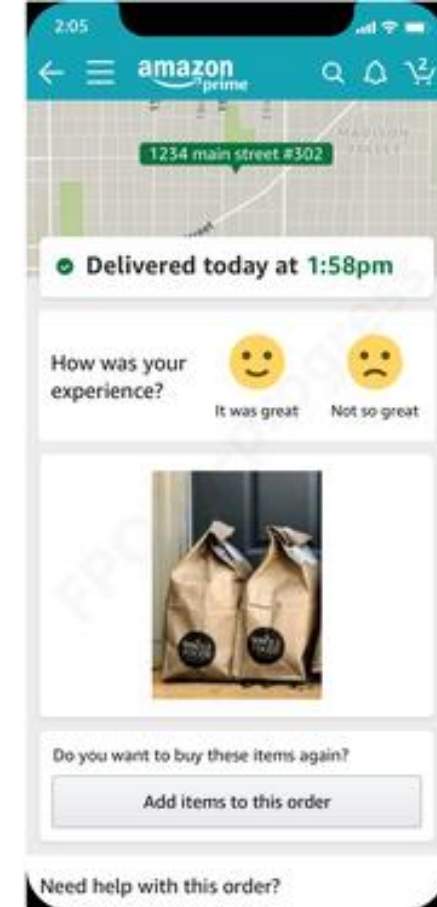 2:05
amazon
prime
2
1234 main street #302
Delivered today at 1:58pm
How was your
experience?
It was great
Not so great
Do you want to buy these items again?
Add items to this order
Need help with this order?